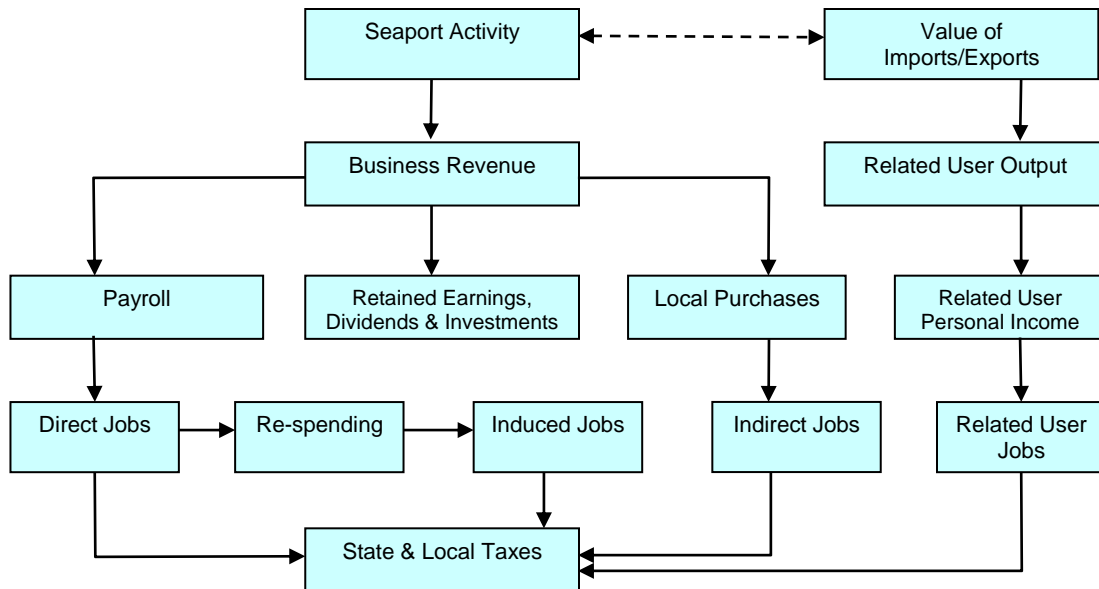 Seaport Activity
Value of
Imports/Exports
Business Revenue
Related User Output
Payroll
Retained Earnings,
Dividends & Investments
Local Purchases
Related User
Personal Income
Direct Jobs
Re-spending
Induced Jobs
Indirect Jobs
Related User
Jobs
State & Local Taxes